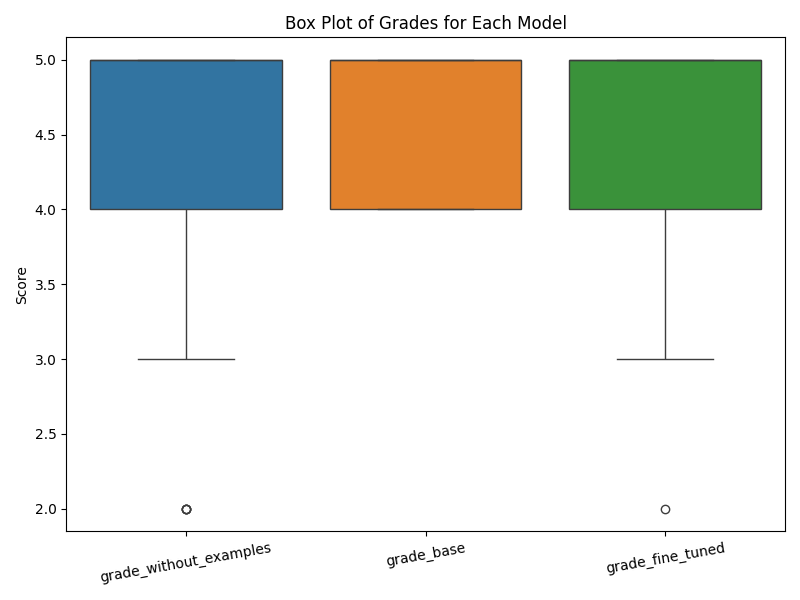 Box Plot of Grades for Each Model
5.0
4.5
4.0
3.5
3.0
2.5
2.0
Score
grade_without_examples
grade_base
grade_fine_tuned